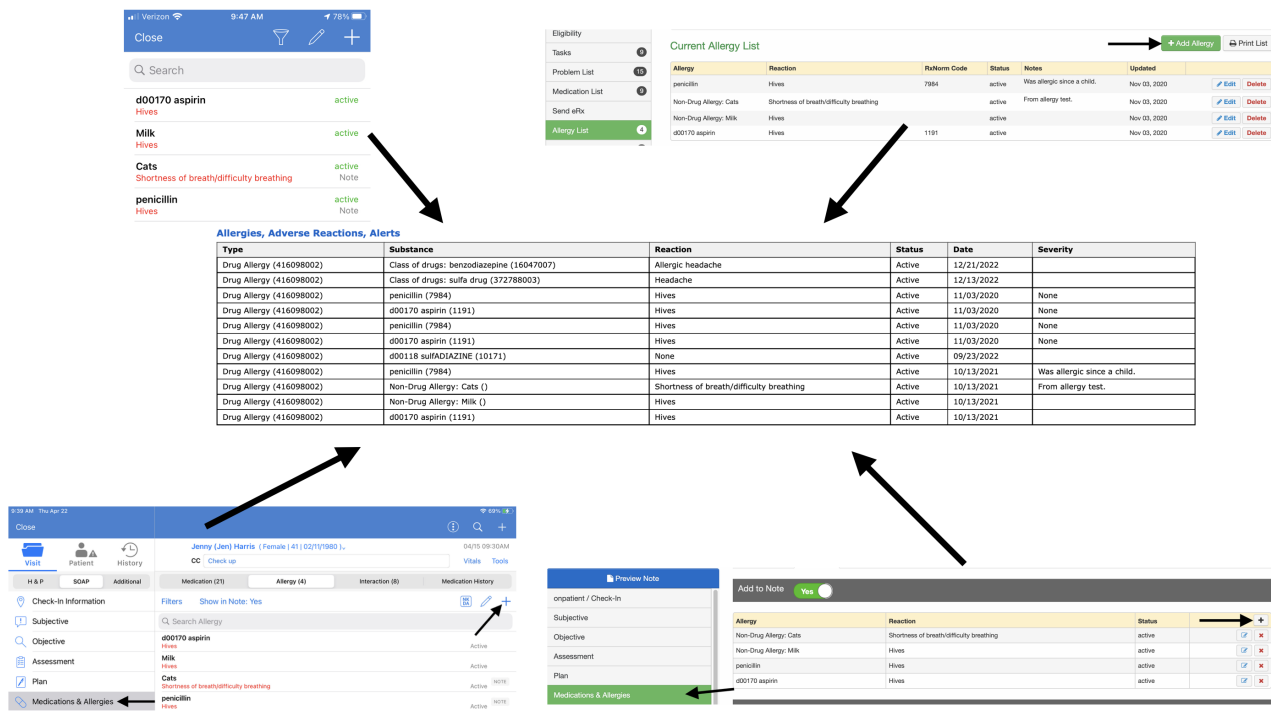 Verizon 9:47 AM 78%
Close
Search
d00170 aspirin active
Hives
Milk active
Hives
Cats active
Shortness of breath/difficulty breathing Note
penicillin active
Hives Note
Eligibility
Tasks 9
Problem List 15
Medication List 9
Send eRx
Allergy List 4
Current Allergy List + Add Allergy Print List
Allergy Reaction RxNorm Code Status Notes Updated
penicillin Hives 7984 active Was allergic since a child. Nov 03, 2020 Edit Delete
Non-Drug Allergy: Cats Shortness of breath/difficulty breathing active From allergy test. Nov 03, 2020 Edit Delete
Non-Drug Allergy: Milk Hives active Nov 03, 2020 Edit Delete
d00170 aspirin Hives 1191 active Nov 03, 2020 Edit Delete
Allergies, Adverse Reactions, Alerts
Type Substance Reaction Status Date Severity
Drug Allergy (416098002) Class of drugs: benzodiazepine (16047007) Allergic headache Active 12/21/2022
Drug Allergy (416098002) Class of drugs: sulfa drug (372788003) Headache Active 12/13/2022
Drug Allergy (416098002) penicillin (7984) Hives Active 11/03/2020 None
Drug Allergy (416098002) d00170 aspirin (1191) Hives Active 11/03/2020 None
Drug Allergy (416098002) penicillin (7984) Hives Active 11/03/2020 None
Drug Allergy (416098002) d00170 aspirin (1191) Hives Active 11/03/2020 None
Drug Allergy (416098002) d00118 sulfADIAZINE (10171) None Active 09/23/2022
Drug Allergy (416098002) penicillin (7984) Hives Active 10/13/2021 Was allergic since a child.
Drug Allergy (416098002) Non-Drug Allergy: Cats () Shortness of breath/difficulty breathing Active 10/13/2021 From allergy test.
Drug Allergy (416098002) Non-Drug Allergy: Milk () Hives Active 10/13/2021
Drug Allergy (416098002) d00170 aspirin (1191) Hives Active 10/13/2021
9:39 AM Thu Apr 22 69%
Close
Visit Patient History
H & P SOAP Additional
Check-In Information
Subjective
Objective
Assessment
Plan
Medications & Allergies
Jenny (Jen) Harris ( Female | 41 | 02/11/1980 ) 04/15 09:30AM
CC Check up Vitals Tools
Medication (21) Allergy (4) Interaction (8) Medication History
Filters Show in Note: Yes NK DA
Search Allergy
d00170 aspirin
Hives Active
Milk
Hives Active
Cats
Shortness of breath/difficulty breathing Active NOTE
penicillin
Hives Active NOTE
Preview Note
onpatient / Check-In
Subjective
Objective
Assessment
Plan
Medications & Allergies
Add to Note Yes
Allergy Reaction Status +
Non-Drug Allergy: Cats Shortness of breath/difficulty breathing active
Non-Drug Allergy: Milk Hives active
penicillin Hives active
d00170 aspirin Hives active